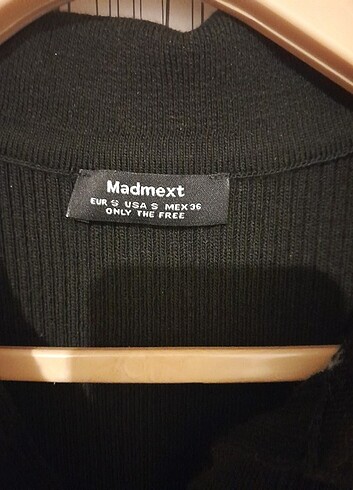 Madmext
EUR S USA S MEX 36
ONLY THE FREE